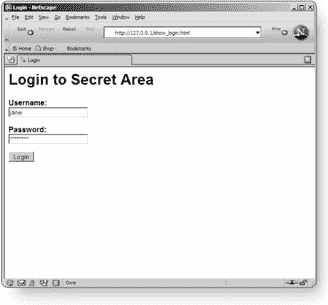 Login - Netscape
File Edit View Go Bookmarks Tools Window Help
Back Forward Reload Stop http://127.0.0.1/show_login.html Print
Home Shop Bookmarks
Login
Login to Secret Area
Username:
jane
Password:
********
Login
Done